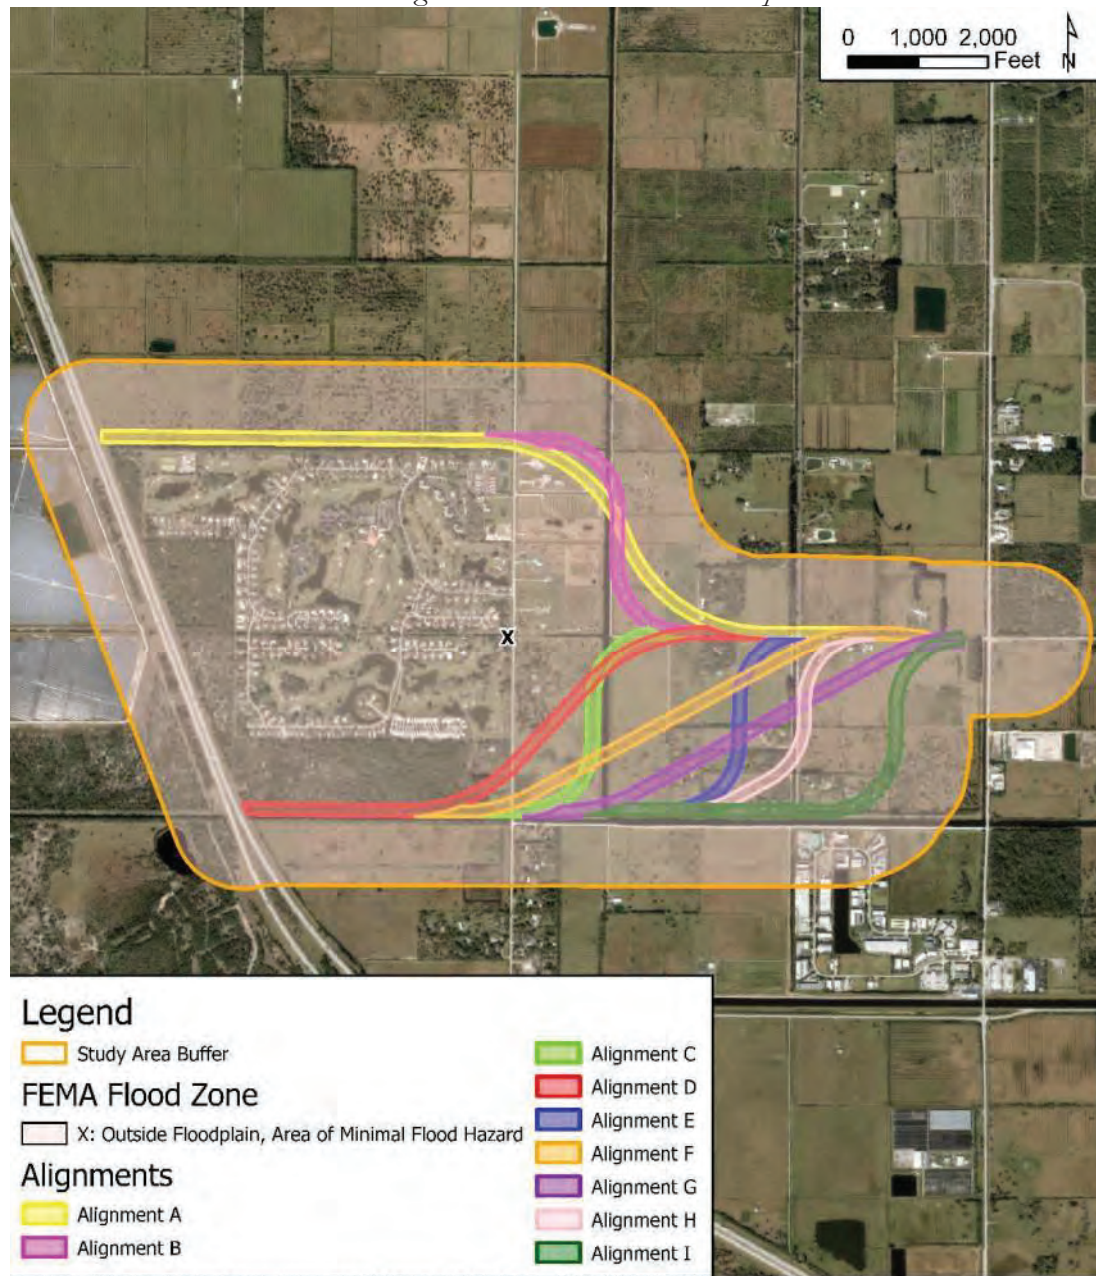 0 1,000 2,000
Feet N
X
Legend
Study Area Buffer
FEMA Flood Zone
X: Outside Floodplain, Area of Minimal Flood Hazard
Alignments
Alignment A
Alignment B
Alignment C
Alignment D
Alignment E
Alignment F
Alignment G
Alignment H
Alignment I